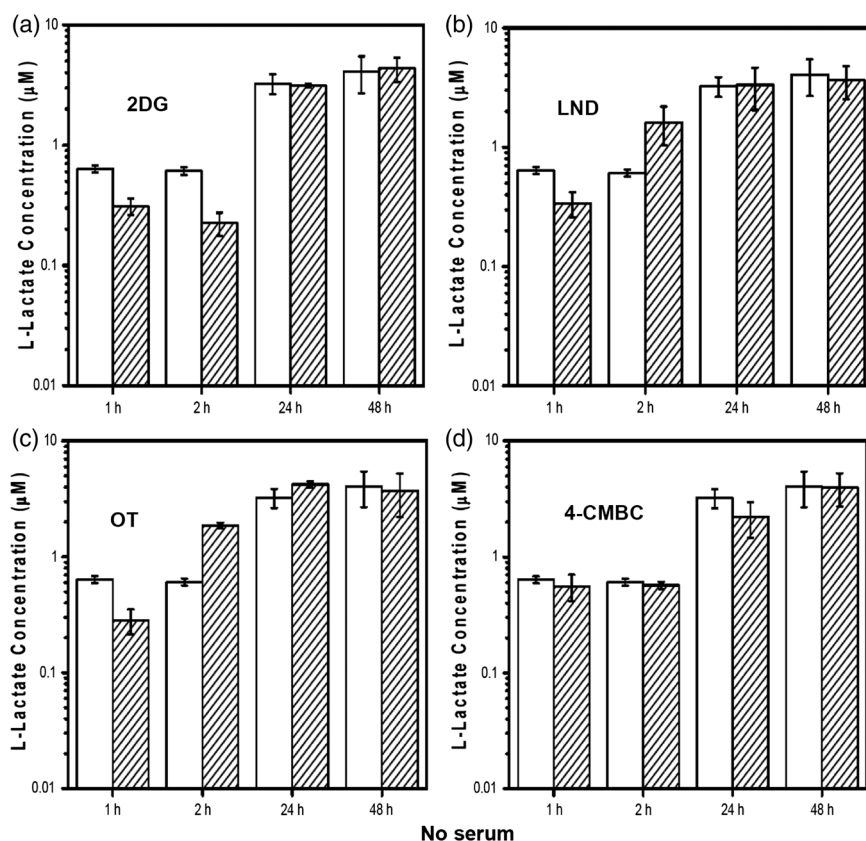 (a)
L-Lactate Concentration (μM)
10
1
0.1
0.01
2DG
1 h
2 h
24 h
48 h
(b)
L-Lactate Concentration (μM)
10
1
0.1
0.01
LND
1 h
2 h
24 h
48 h
(c)
L-Lactate Concentration (μM)
10
1
0.1
0.01
OT
1 h
2 h
24 h
48 h
(d)
L-Lactate Concentration (μM)
10
1
0.1
0.01
4-CMBC
1 h
2 h
24 h
48 h
No serum